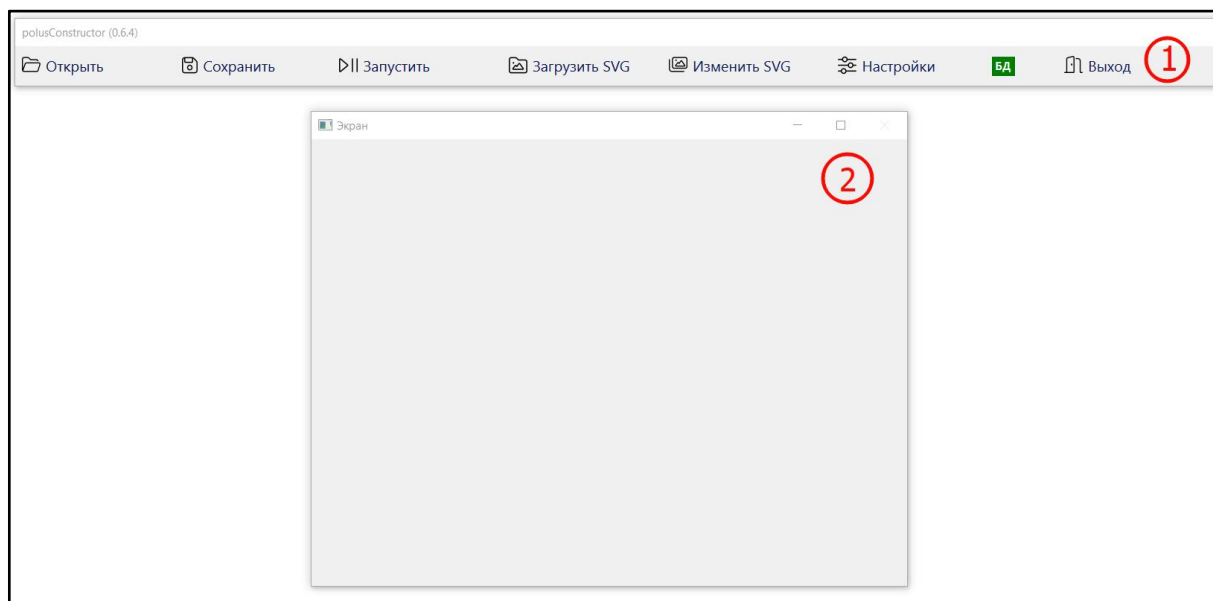 polusConstructor (0.6.4)
Открыть Сохранить Запустить Загрузить SVG Изменить SVG Настройки БД Выход 1
Экран
2